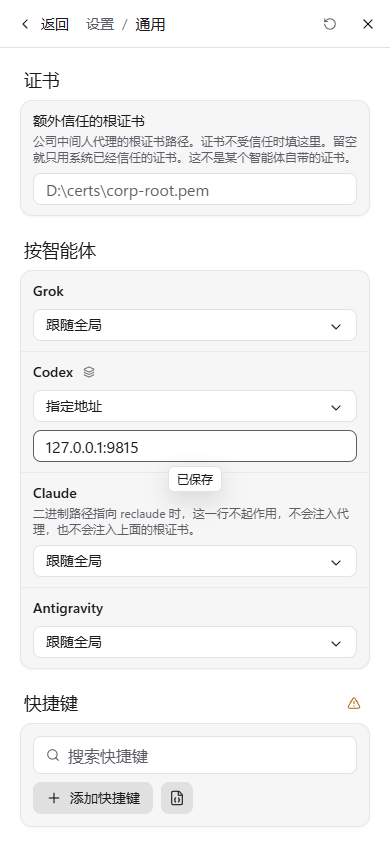 返回 设置 / 通用
证书
额外信任的根证书
公司中间人代理的根证书路径。证书不受信任时填这里。留空
就只用系统已经信任的证书。这不是某个智能体自带的证书。
D:\certs\corp-root.pem
按智能体
Grok
跟随全局
Codex
指定地址
127.0.0.1:9815
已保存
Claude
二进制路径指向 reclaude 时，这一行不起作用，不会注入代
理，也不会注入上面的根证书。
跟随全局
Antigravity
跟随全局
快捷键
搜索快捷键
添加快捷键